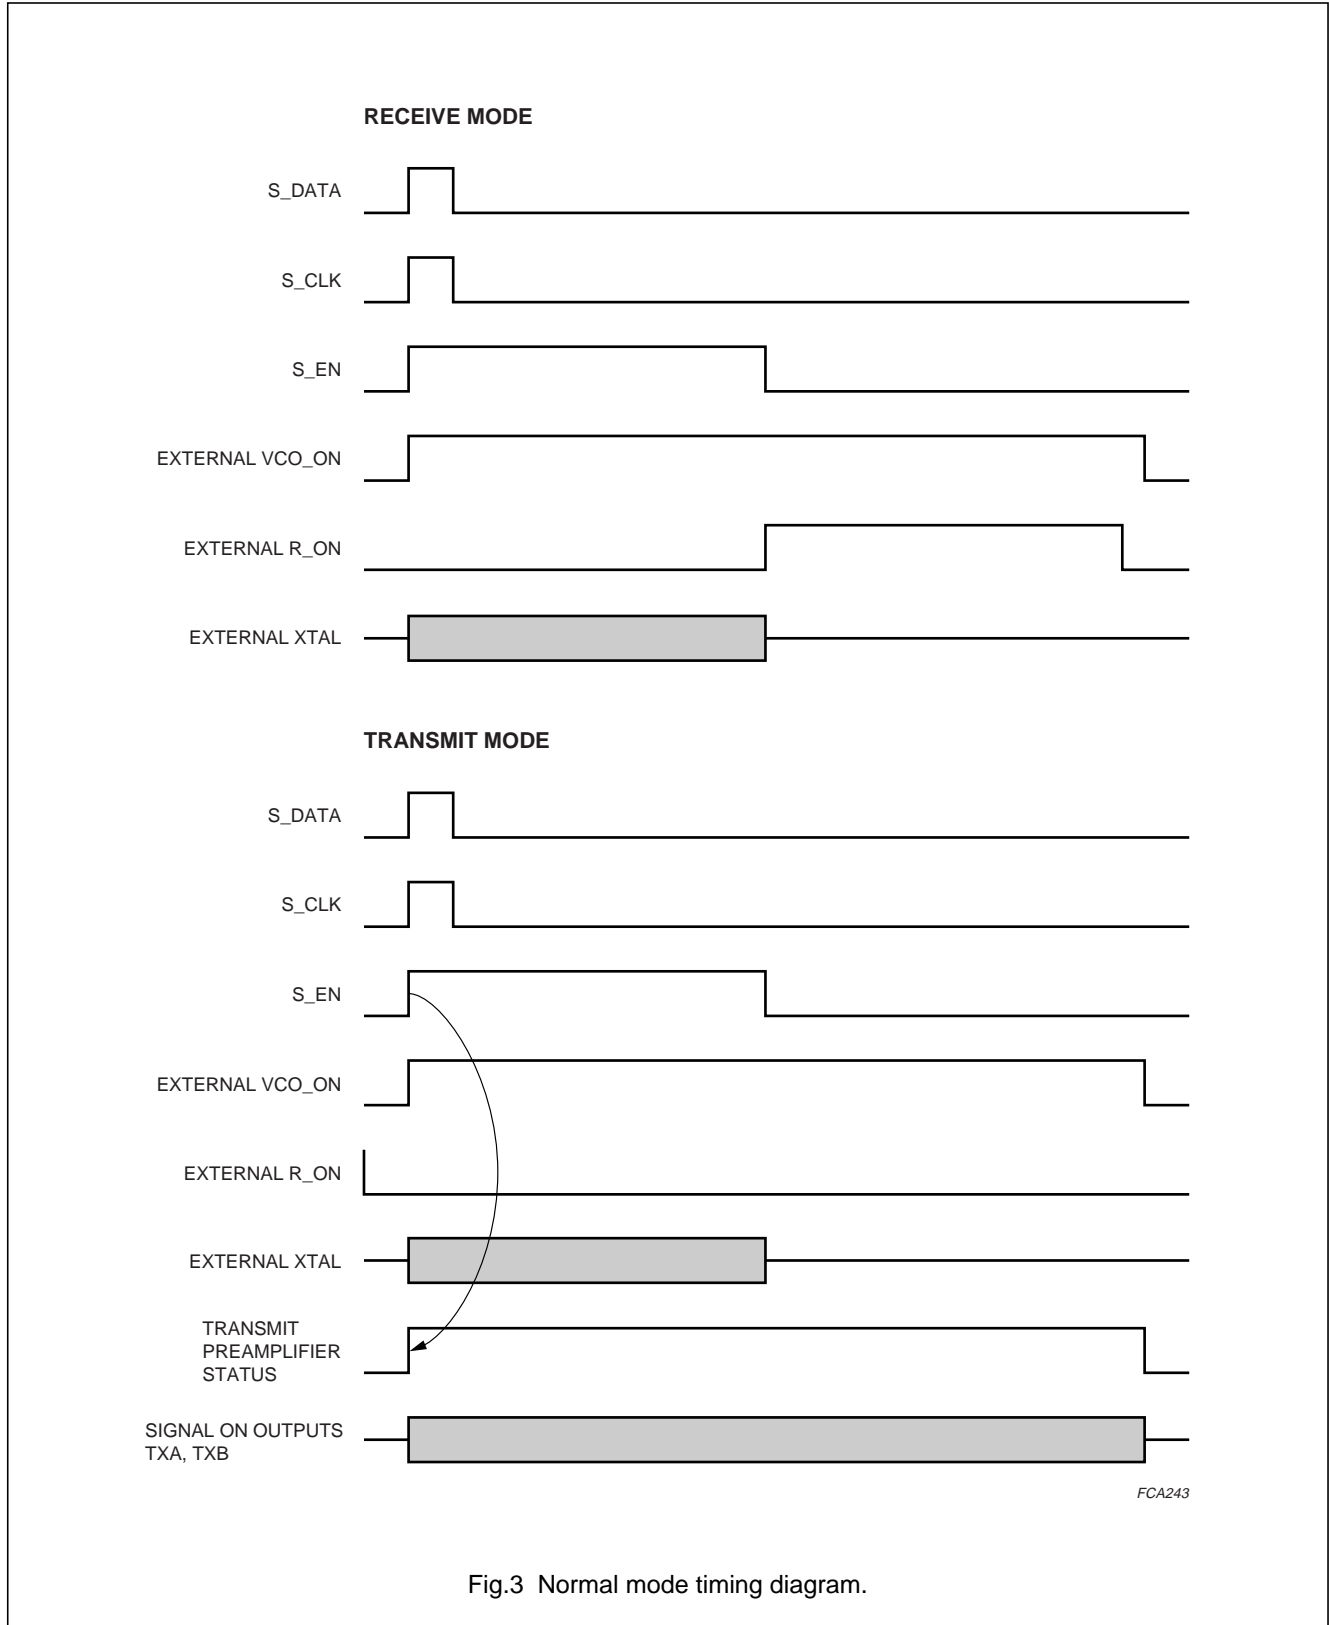 RECEIVE MODE
S_DATA
S_CLK
S_EN
EXTERNAL VCO_ON
EXTERNAL R_ON
EXTERNAL XTAL
TRANSMIT MODE
S_DATA
S_CLK
S_EN
EXTERNAL VCO_ON
EXTERNAL R_ON
EXTERNAL XTAL
TRANSMIT
PREAMPLIFIER
STATUS
SIGNAL ON OUTPUTS
TXA, TXB
FCA243
Fig.3 Normal mode timing diagram.